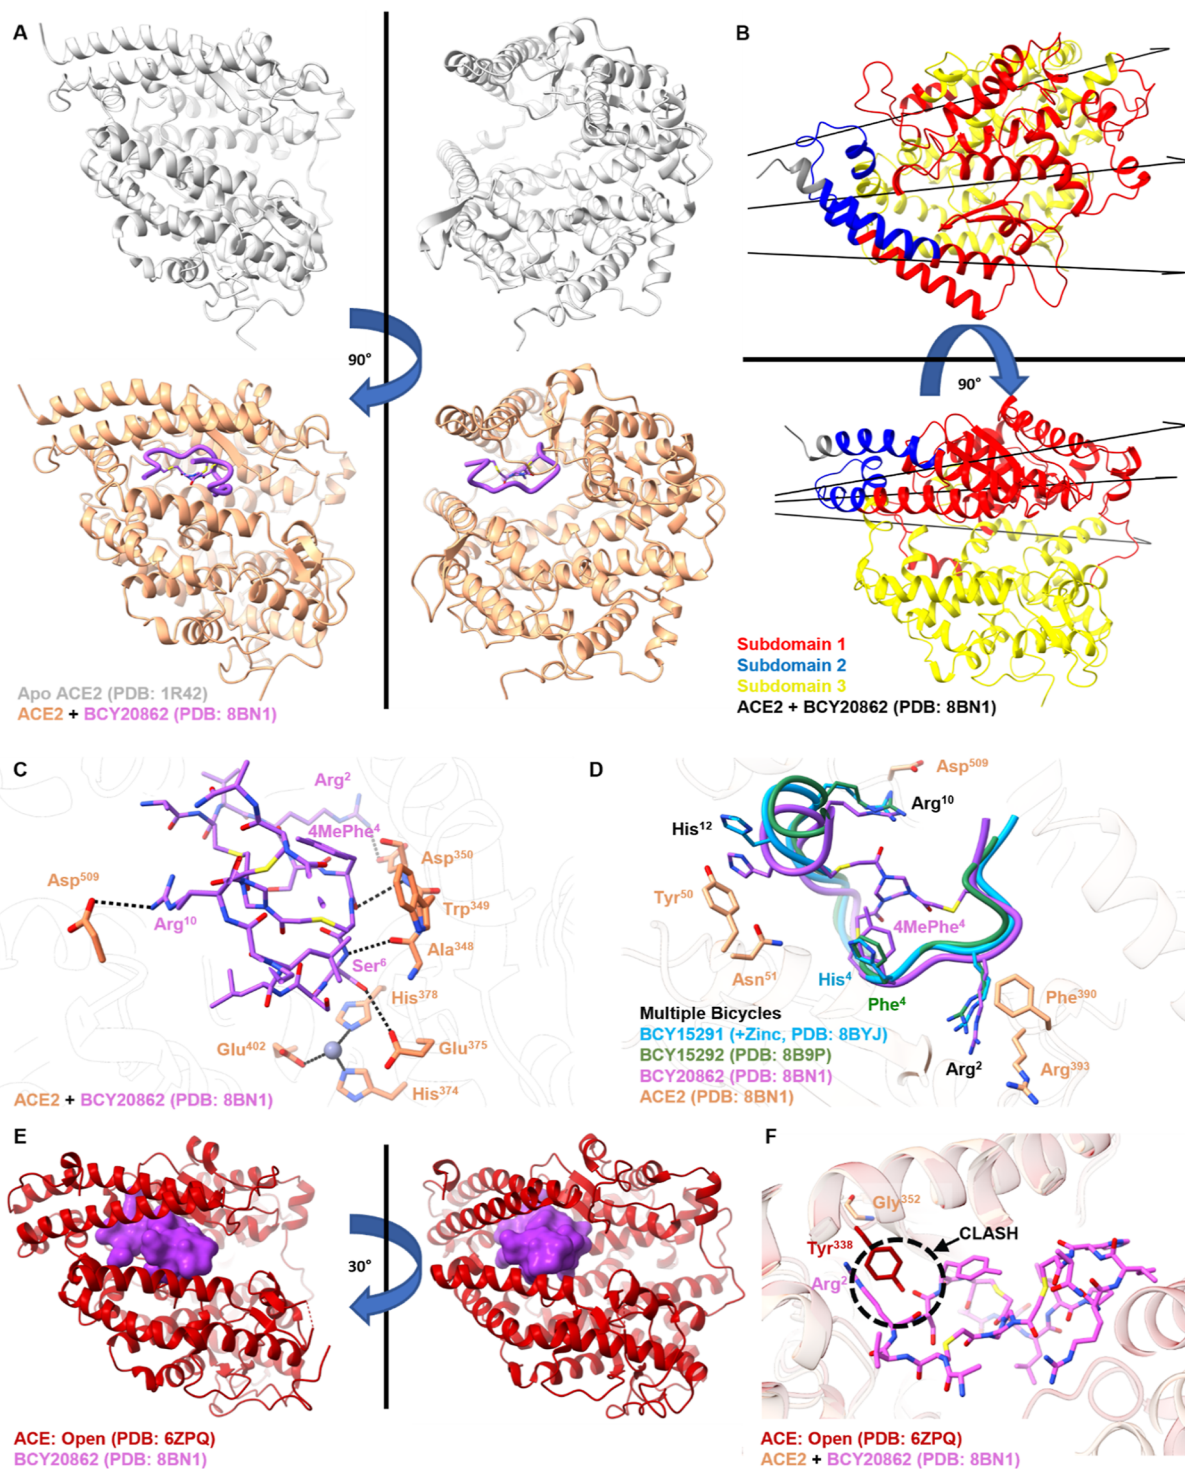 A
90°
Apo ACE2 (PDB: 1R42)
ACE2 + BCY20862 (PDB: 8BN1)
B
90°
Subdomain 1
Subdomain 2
Subdomain 3
ACE2 + BCY20862 (PDB: 8BN1)
C
Arg²
4MePhe⁴
Asp³⁵⁰
Asp⁵⁰⁹
Trp³⁴⁹
Arg¹⁰
Ala³⁴⁸
Ser⁶
His³⁷⁸
Glu⁴⁰²
Glu³⁷⁵
His³⁷⁴
ACE2 + BCY20862 (PDB: 8BN1)
D
Asp⁵⁰⁹
Arg¹⁰
His¹²
Tyr⁵⁰
4MePhe⁴
Asn⁵¹
His⁴
Phe⁴
Phe³⁹⁰
Arg²
Arg³⁹³
Multiple Bicycles
BCY15291 (+Zinc, PDB: 8BYJ)
BCY15292 (PDB: 8B9P)
BCY20862 (PDB: 8BN1)
ACE2 (PDB: 8BN1)
E
30°
ACE: Open (PDB: 6ZPQ)
BCY20862 (PDB: 8BN1)
F
Gly³⁵²
CLASH
Tyr³³⁸
Arg²
ACE: Open (PDB: 6ZPQ)
ACE2 + BCY20862 (PDB: 8BN1)